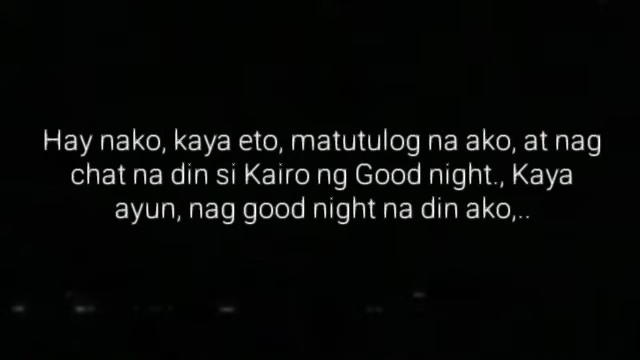 Hay nako, kaya eto, matutulog na ako, at nag
chat na din si Kairo ng Good night., Kaya
ayun, nag good night na din ako,..